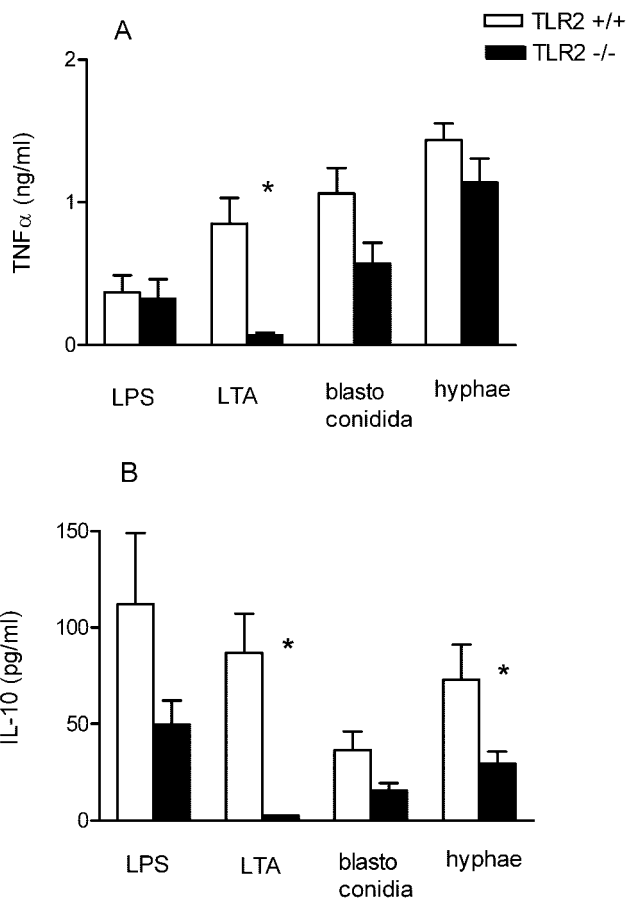 A
TLR2 +/+
TLR2 -/-
2
1
0
TNFα (ng/ml)
*
LPS
LTA
blasto
conidida
hyphae
B
150
100
50
0
IL-10 (pg/ml)
*
*
LPS
LTA
blasto
conidia
hyphae